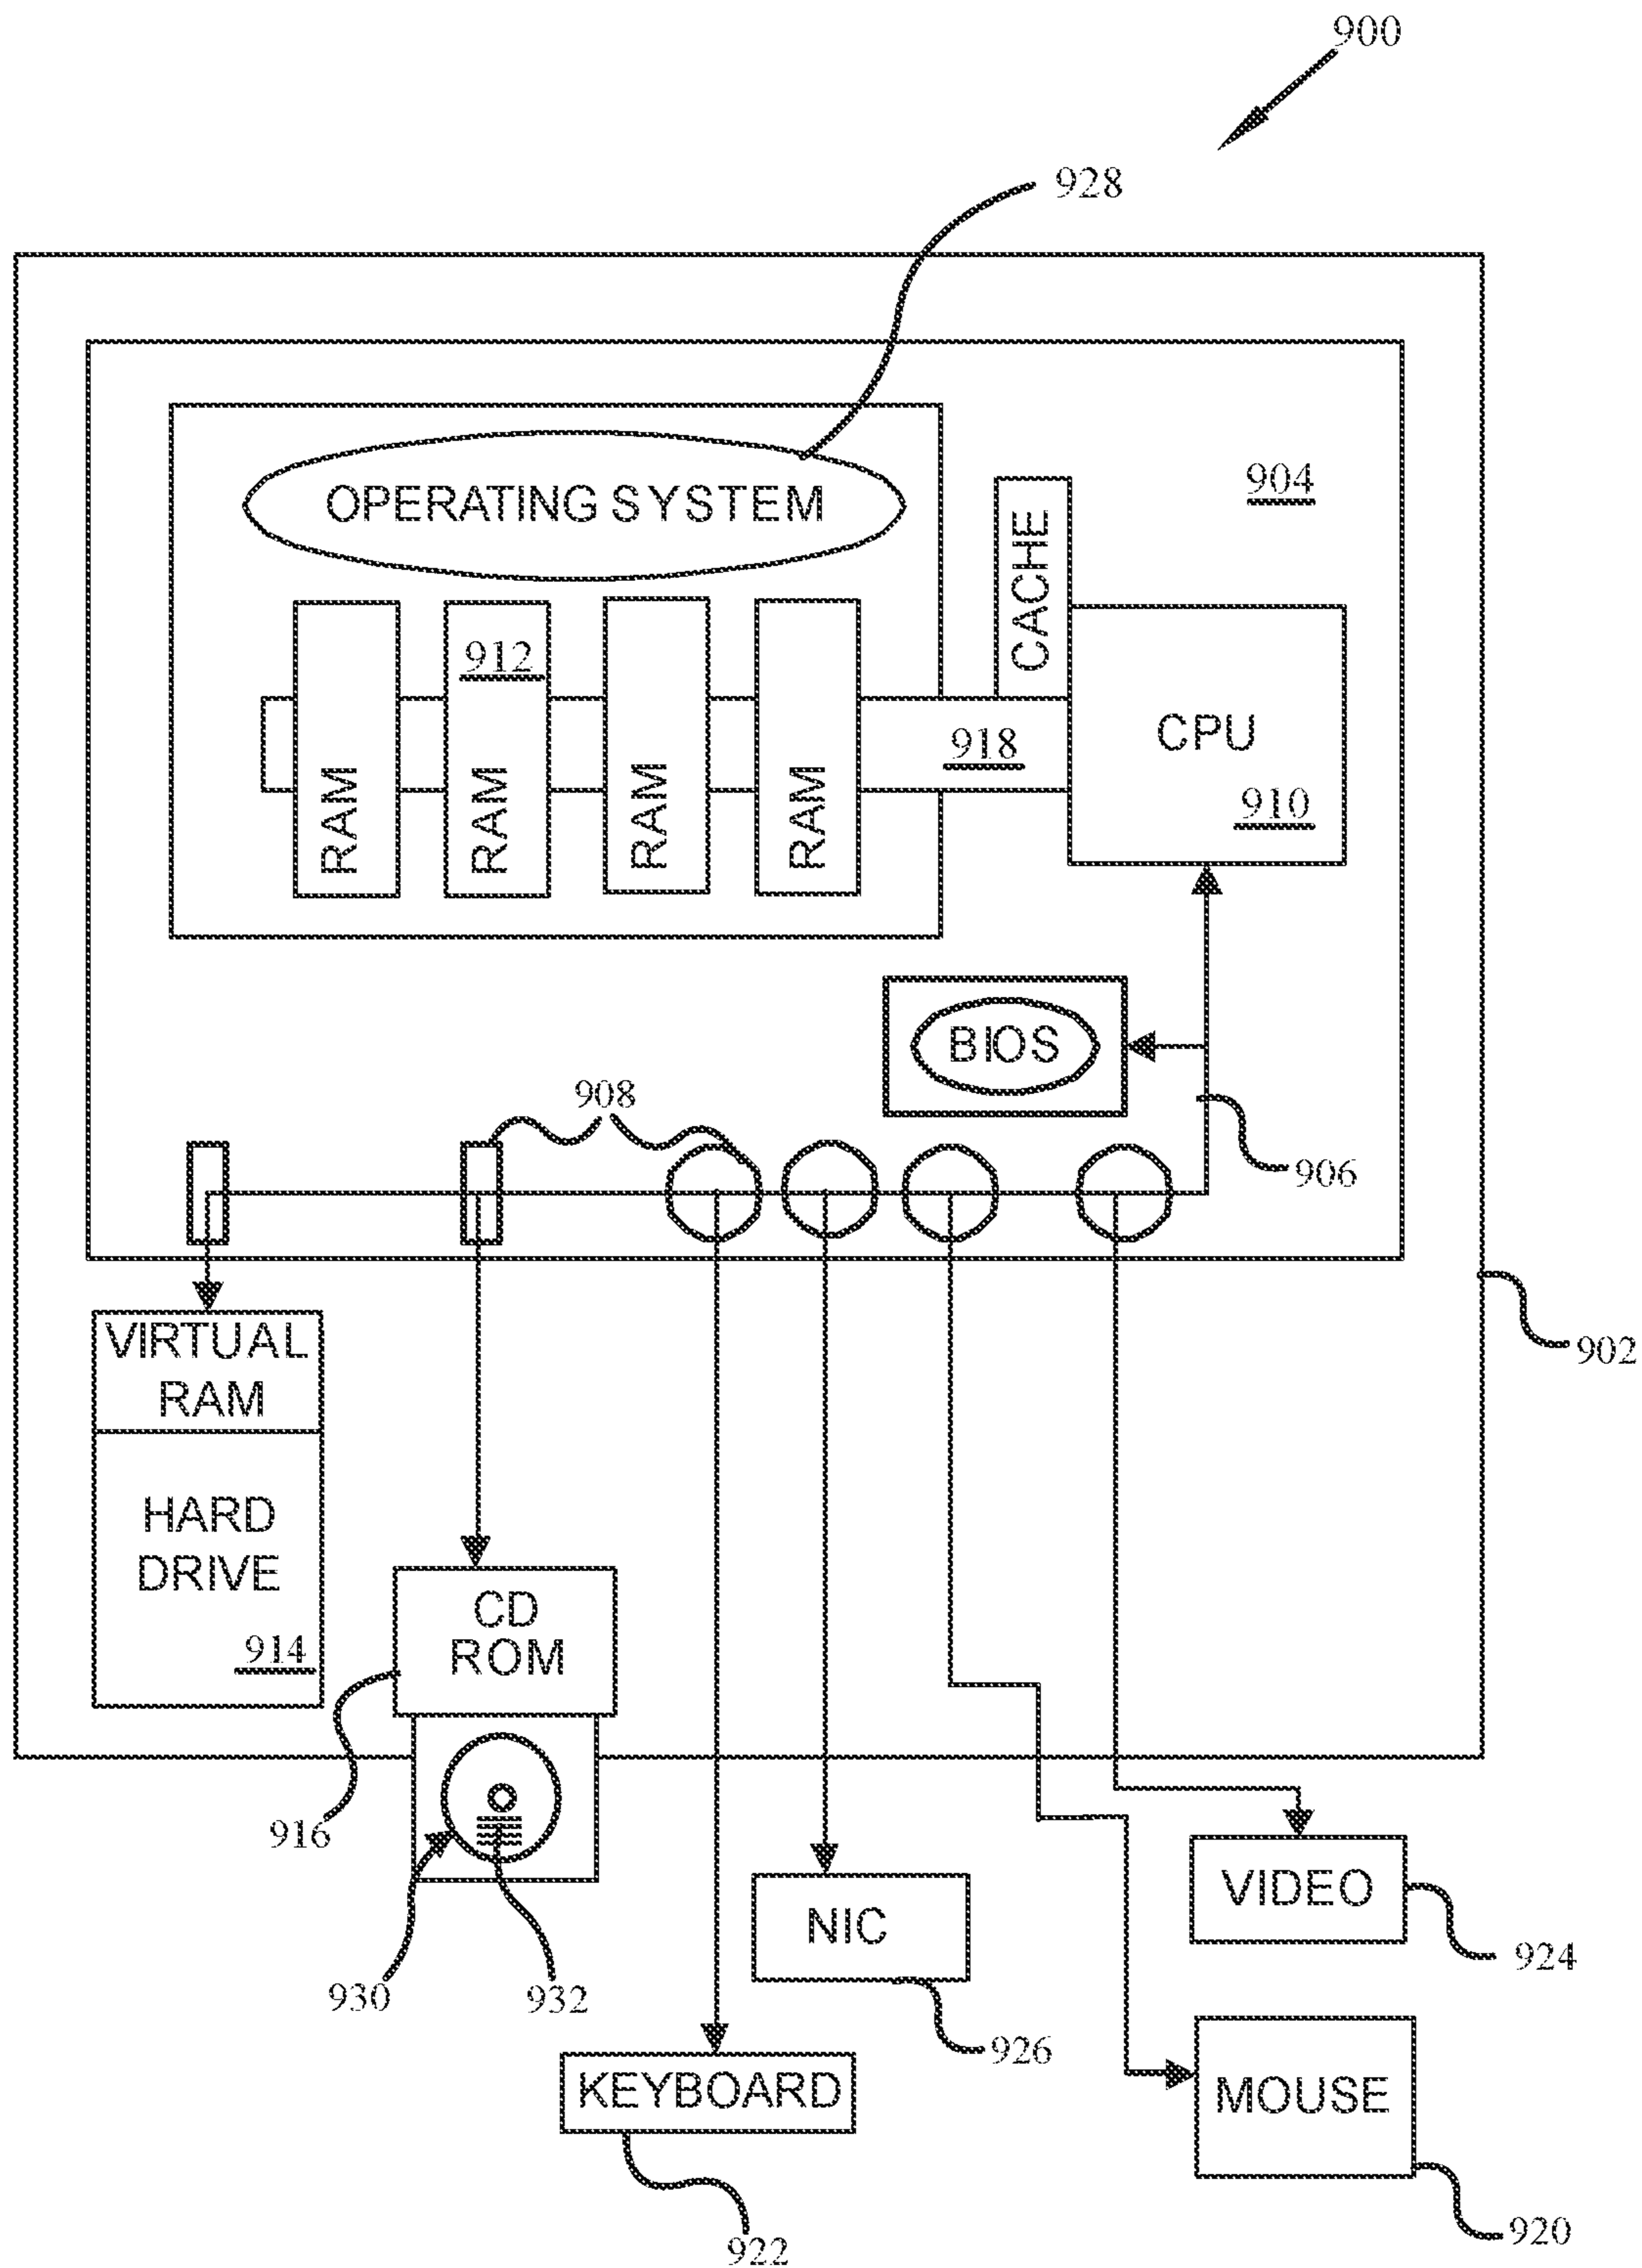 900
928
OPERATING SYSTEM
904
CACHE
912
RAM
RAM
RAM
RAM
918
CPU
910
BIOS
908
906
VIRTUAL
RAM
902
HARD
DRIVE
914
CD
ROM
916
VIDEO
NIC
924
930
932
926
KEYBOARD
MOUSE
922
920